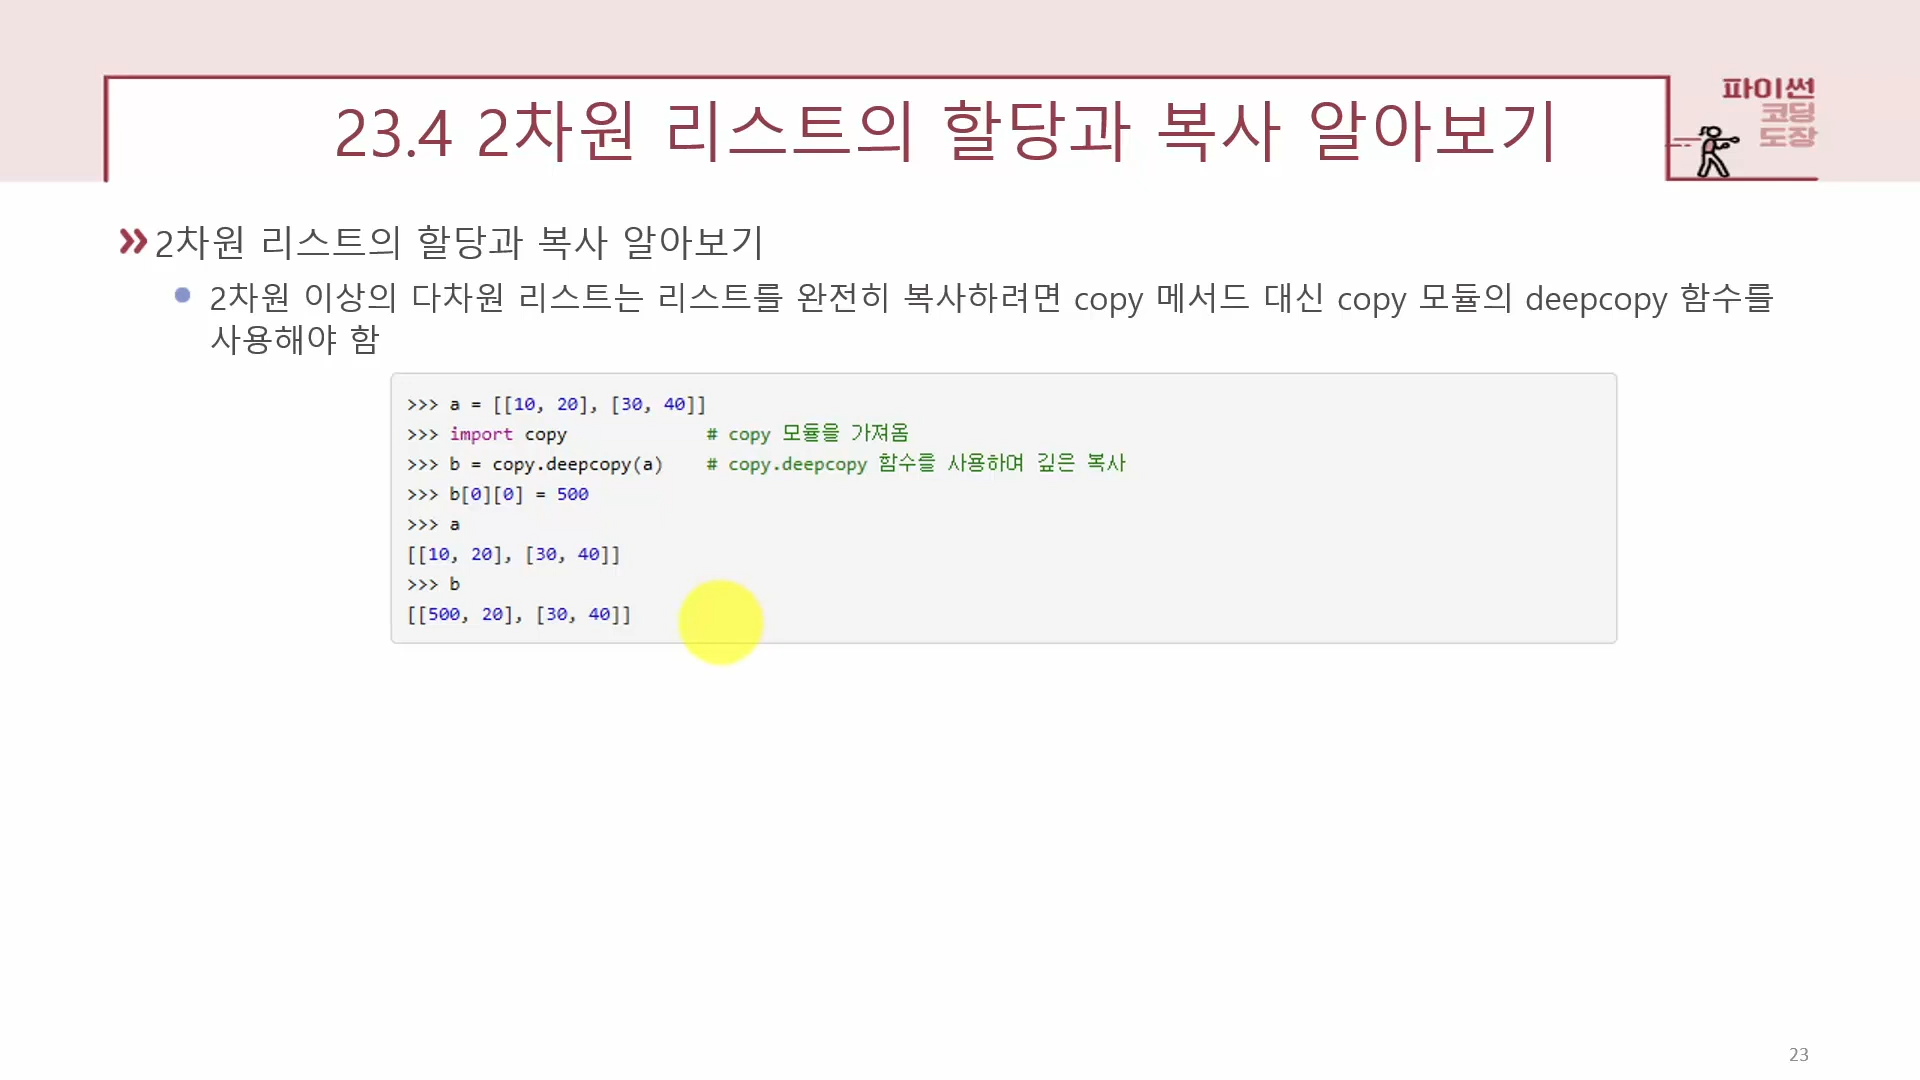 23.4 2차원 리스트의 할당과 복사 알아보기
파이썬
코딩
도장
2차원 리스트의 할당과 복사 알아보기
2차원 이상의 다차원 리스트는 리스트를 완전히 복사하려면 copy 메서드 대신 copy 모듈의 deepcopy 함수를
사용해야 함
>>> a = [[10, 20], [30, 40]]
>>> import copy # copy 모듈을 가져옴
>>> b = copy.deepcopy(a) # copy.deepcopy 함수를 사용하여 깊은 복사
>>> b[0][0] = 500
>>> a
[[10, 20], [30, 40]]
>>> b
[[500, 20], [30, 40]]
23